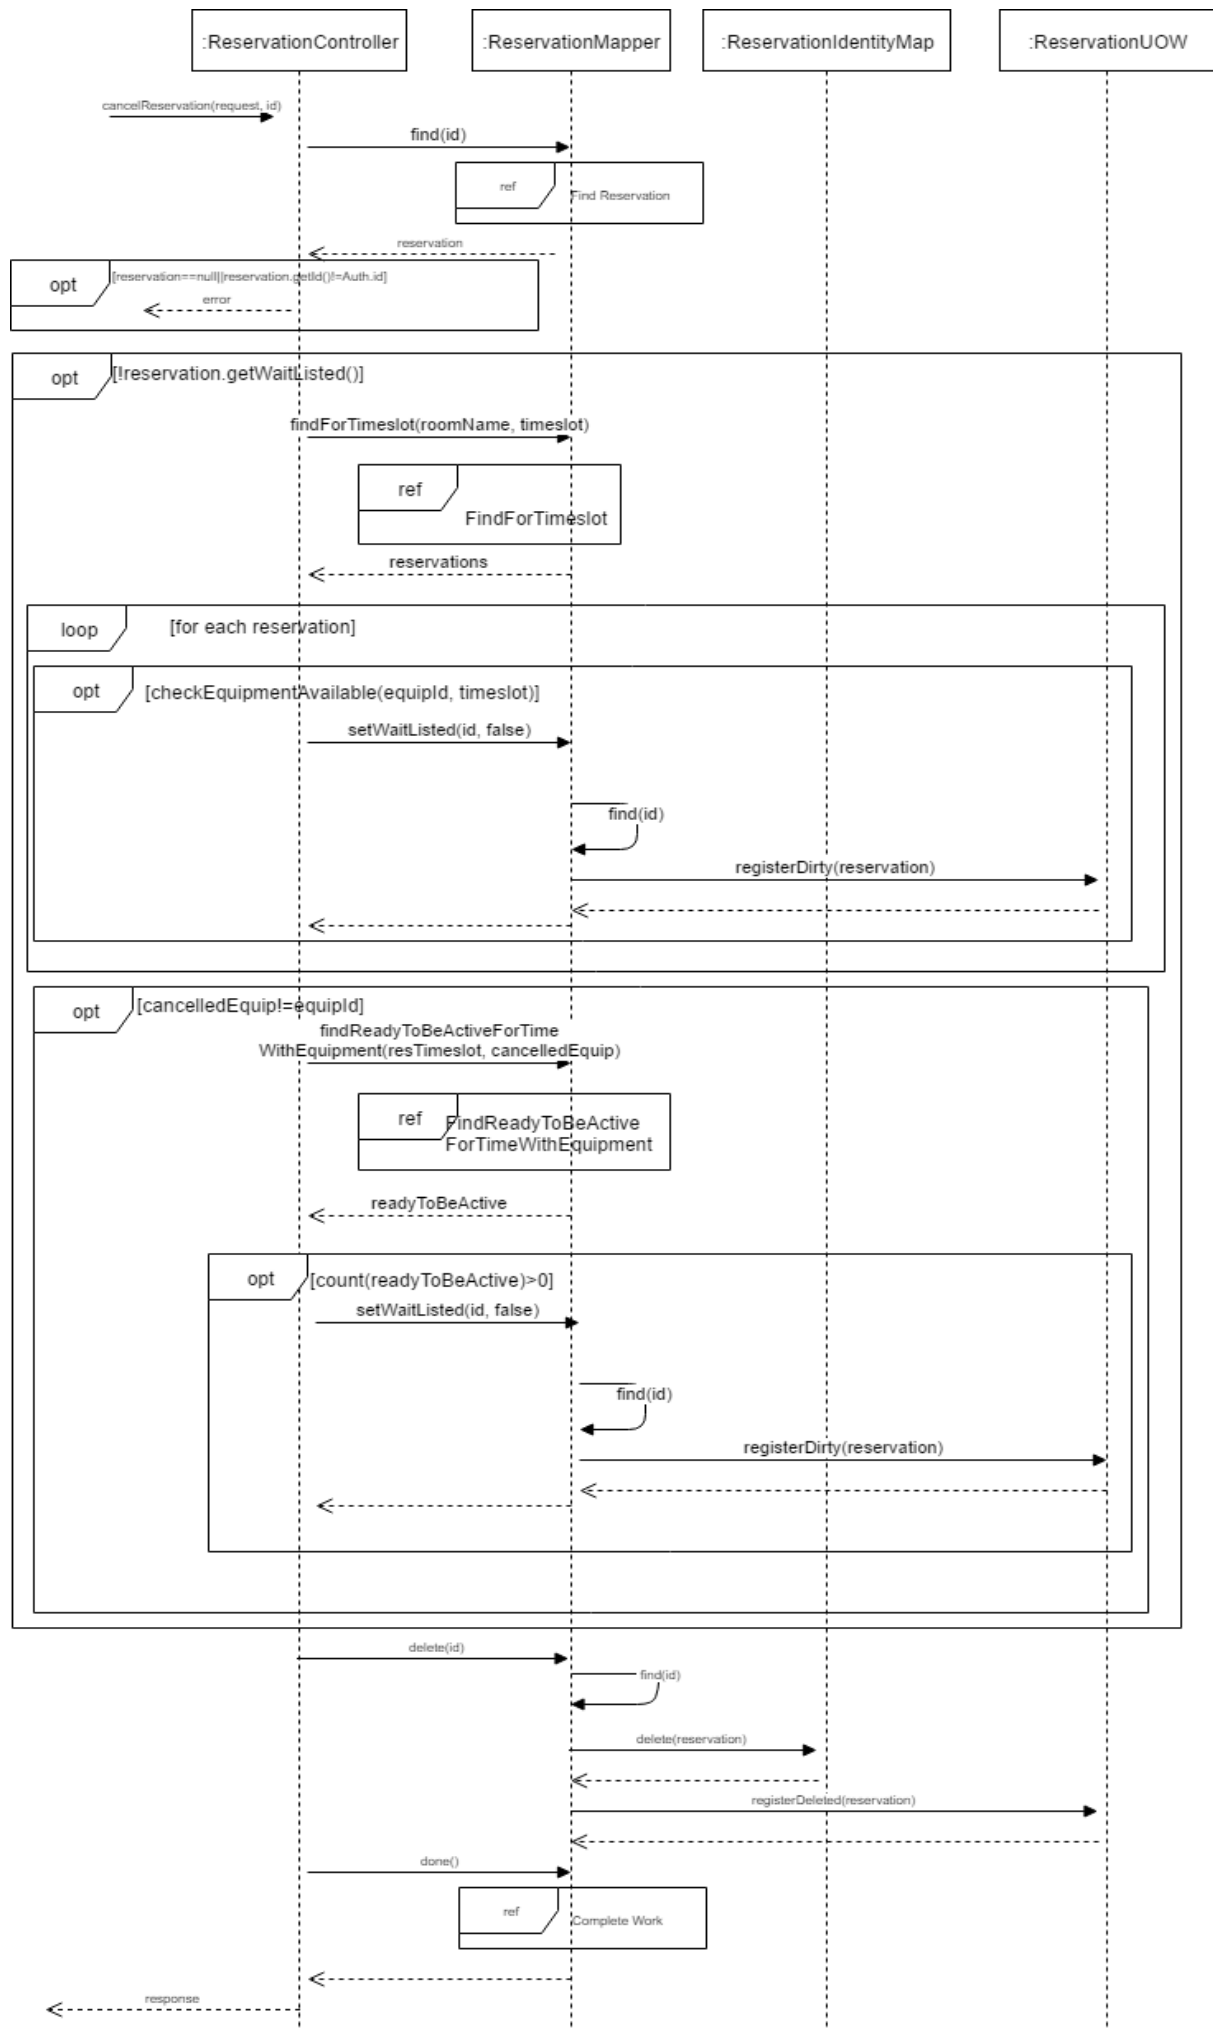 :ReservationController
:ReservationMapper
:ReservationIdentityMap
:ReservationUOW
cancelReservation(request, id)
find(id)
ref
Find Reservation
reservation
opt
[reservation==null||reservation.getId()!=Auth.id]
error
opt
[!reservation.getWaitListed()]
findForTimeslot(roomName, timeslot)
ref
FindForTimeslot
reservations
loop
[for each reservation]
opt
[checkEquipmentAvailable(equipId, timeslot)]
setWaitListed(id, false)
find(id)
registerDirty(reservation)
opt
[cancelledEquip!=equipId]
findReadyToBeActiveForTime
WithEquipment(resTimeslot, cancelledEquip)
ref
FindReadyToBeActive
ForTimeWithEquipment
readyToBeActive
opt
[count(readyToBeActive)>0]
setWaitListed(id, false)
find(id)
registerDirty(reservation)
delete(id)
find(id)
delete(reservation)
registerDeleted(reservation)
done()
ref
Complete Work
response